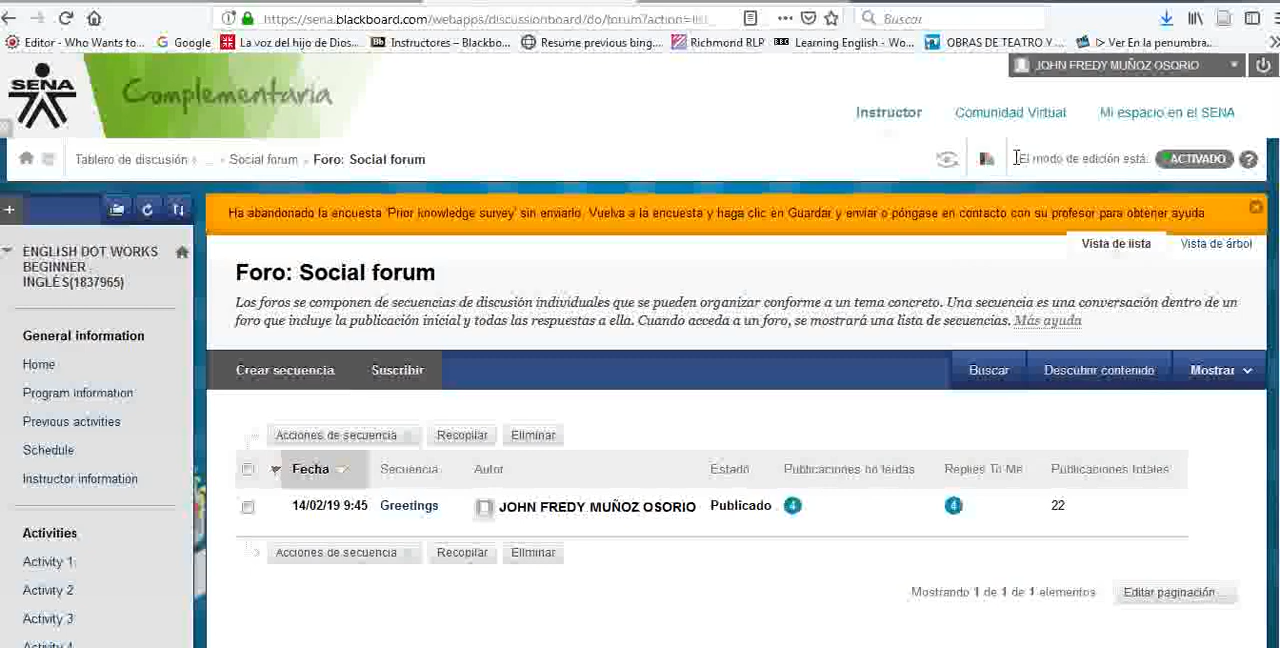 https://sena.blackboard.com/webapps/discussionboard/do/forum?action=lis
Buscar
Editor - Who Wants to...
Google
La voz del hijo de Dios...
Bb Instructores – Blackbo...
Resume previous bing...
Richmond RLP
Learning English - Wo...
OBRAS DE TEATRO Y ...
▷ Ver En la penumbra...
SENA
Complementaria
JOHN FREDY MUÑOZ OSORIO
Instructor
Comunidad Virtual
Mi espacio en el SENA
Tablero de discusión
...
Social forum
Foro: Social forum
El modo de edición está:
ACTIVADO
?
Ha abandonado la encuesta 'Prior knowledge survey' sin enviarlo. Vuelva a la encuesta y haga clic en Guardar y enviar o póngase en contacto con su profesor para obtener ayuda
Vista de lista
Vista de árbol
ENGLISH DOT WORKS
BEGINNER
INGLÉS(1837965)
General information
Home
Program information
Previous activities
Schedule
Instructor information
Activities
Activity 1
Activity 2
Activity 3
Activity 4
Foro: Social forum
Los foros se componen de secuencias de discusión individuales que se pueden organizar conforme a un tema concreto. Una secuencia es una conversación dentro de un
foro que incluye la publicación inicial y todas las respuestas a ella. Cuando acceda a un foro, se mostrará una lista de secuencias. Más ayuda
Crear secuencia
Suscribir
Buscar
Descubrir contenido
Mostrar
Acciones de secuencia
Recopilar
Eliminar
Fecha
Secuencia
Autor
Estado
Publicaciones no leídas
Replies To Me
Publicaciones totales
14/02/19 9:45
Greetings
JOHN FREDY MUÑOZ OSORIO
Publicado
4
4
22
Acciones de secuencia
Recopilar
Eliminar
Mostrando 1 de 1 de 1 elementos
Editar paginación...